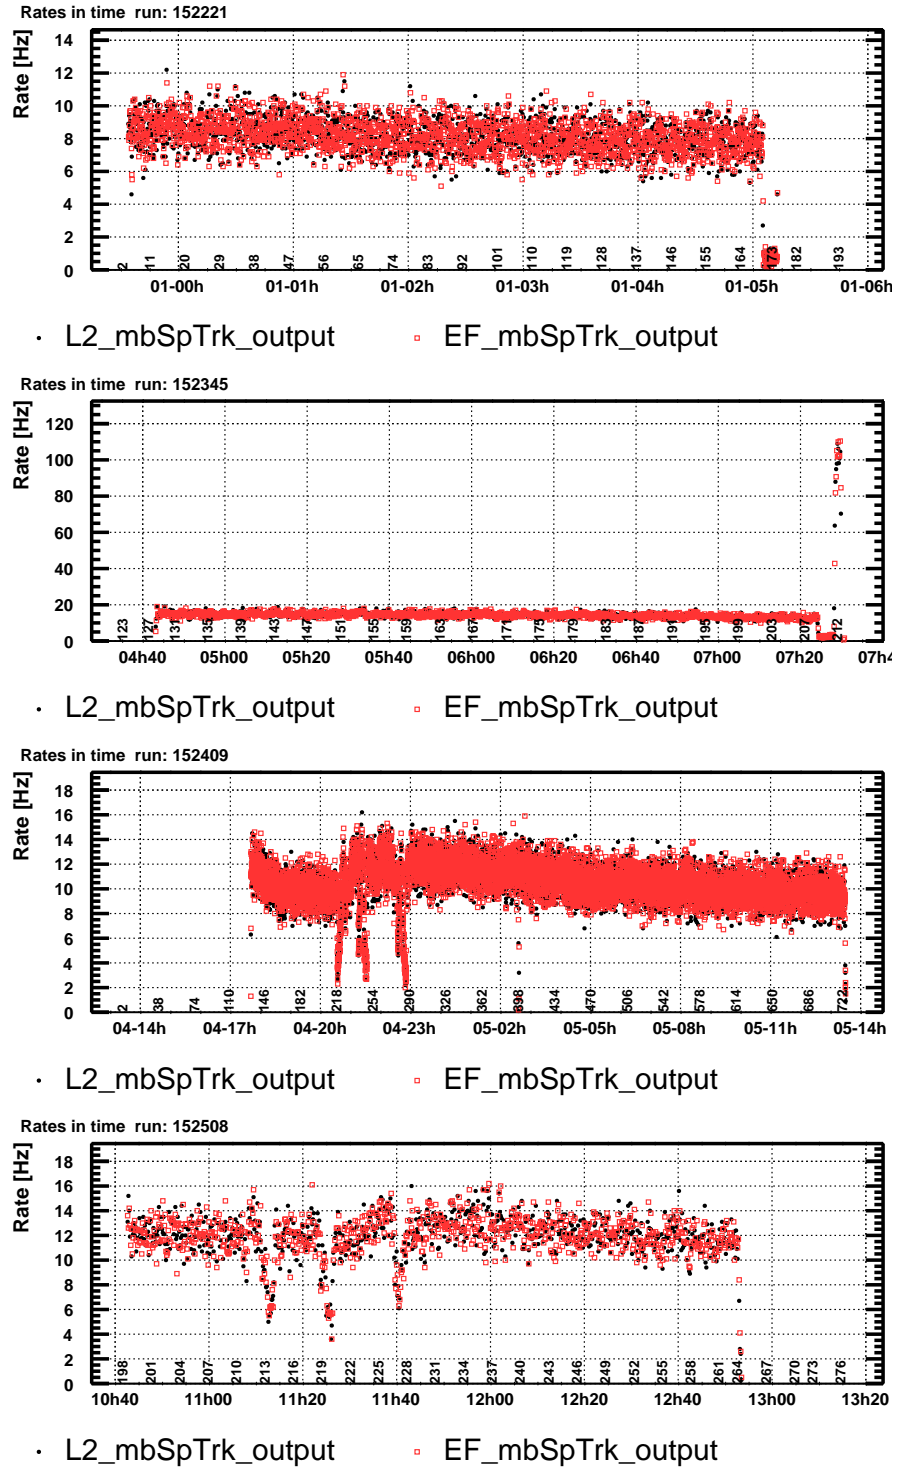 Rates in time run: 152221
Rate [Hz]
14
12
10
8
6
4
2
0
2 11 20 29 38 47 56 65 74 83 92 101 110 119 128 137 146 155 164 173 182 193
01-00h 01-01h 01-02h 01-03h 01-04h 01-05h 01-06h
L2_mbSpTrk_output EF_mbSpTrk_output
Rates in time run: 152345
Rate [Hz]
120
100
80
60
40
20
0
123 127 131 135 139 143 147 151 155 159 163 167 171 175 179 183 187 191 195 199 203 207 212
04h40 05h00 05h20 05h40 06h00 06h20 06h40 07h00 07h20 07h4
L2_mbSpTrk_output EF_mbSpTrk_output
Rates in time run: 152409
Rate [Hz]
18
16
14
12
10
8
6
4
2
0
2 38 74 110 146 182 218 254 290 326 362 398 434 470 506 542 578 614 650 686 722
04-14h 04-17h 04-20h 04-23h 05-02h 05-05h 05-08h 05-11h 05-14h
L2_mbSpTrk_output EF_mbSpTrk_output
Rates in time run: 152508
Rate [Hz]
18
16
14
12
10
8
6
4
2
0
198 201 204 207 210 213 216 219 222 225 228 231 234 237 240 243 246 249 252 255 258 261 264 267 270 273 276
10h40 11h00 11h20 11h40 12h00 12h20 12h40 13h00 13h20
L2_mbSpTrk_output EF_mbSpTrk_output